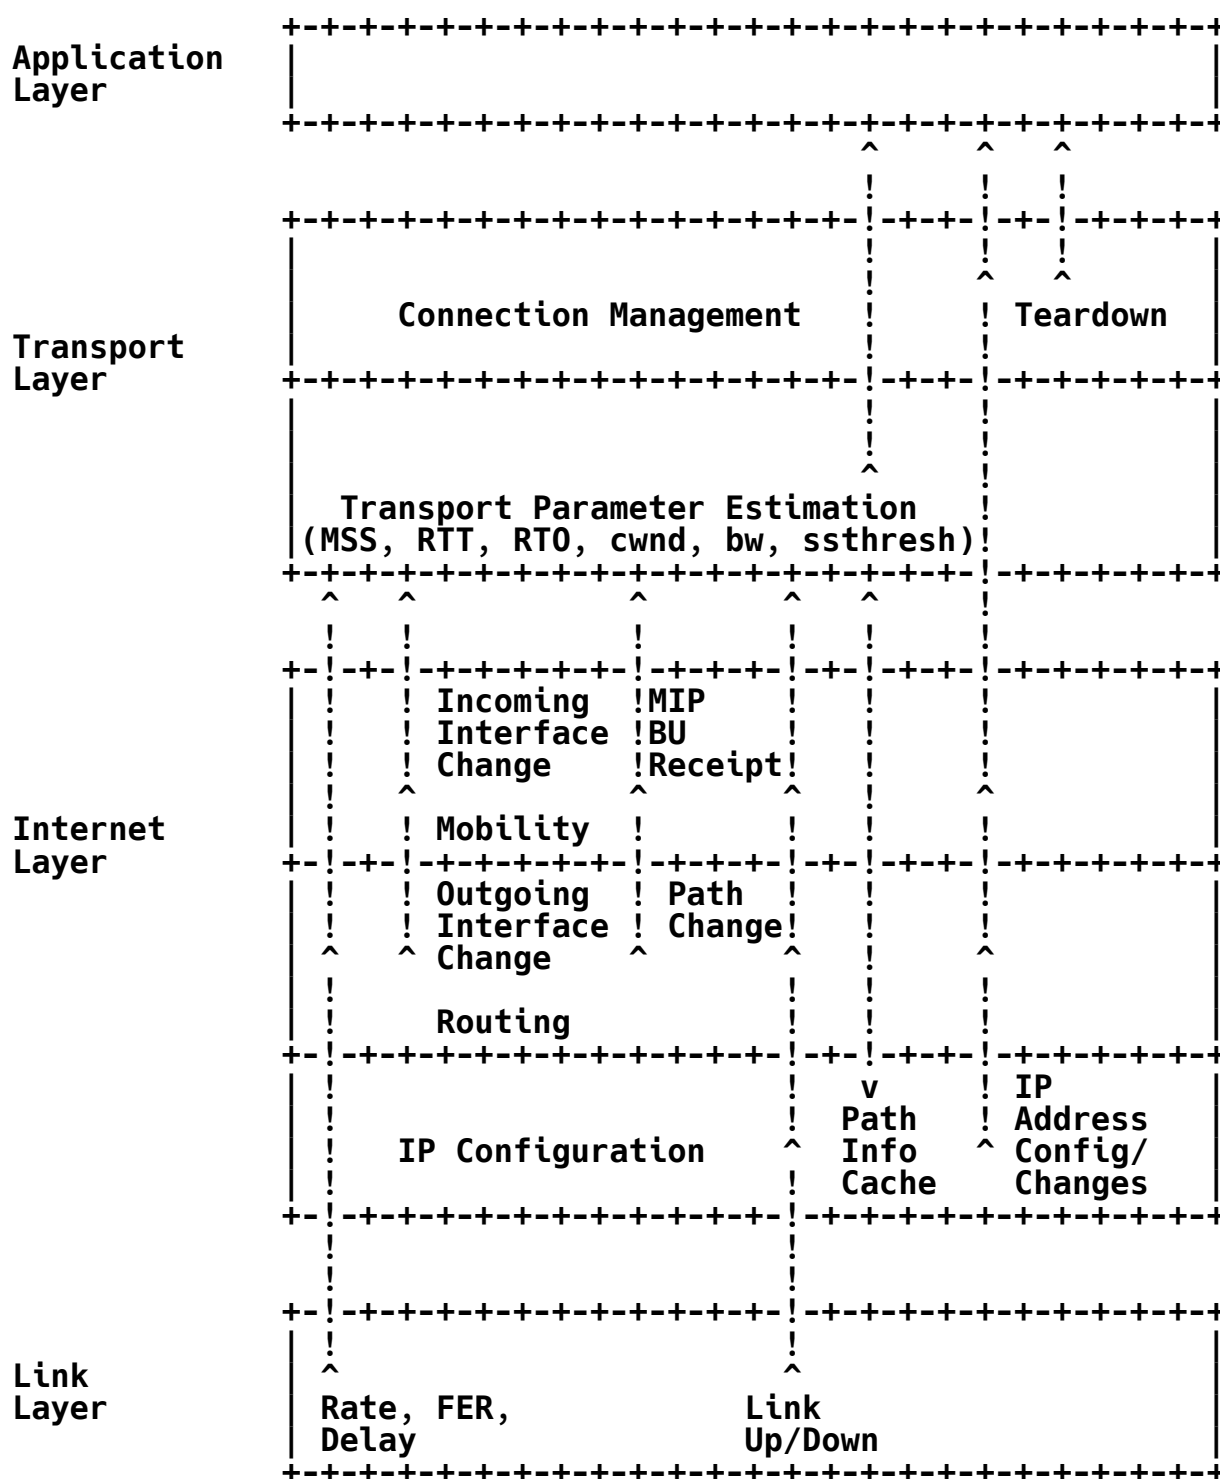 +-+-+-+-+-+-+-+-+-+-+-+-+-+-+-+-+-+-+-+-+-+-+-+-+
Application   |                                                |
Layer         |                                                |
              +-+-+-+-+-+-+-+-+-+-+-+-+-+-+-+-+-+-+-+-+-+-+-+-+
                                            ^     ^   ^
                                            !     !   !
              +-+-+-+-+-+-+-+-+-+-+-+-+-+-+-!-+-+-!-+-!-+-+-+-+
              |                             !     !   !       |
              |                             !     ^   ^       |
              |     Connection Management   !     ! Teardown  |
Transport     |                             !     !           |
Layer         +-+-+-+-+-+-+-+-+-+-+-+-+-+-+-!-+-+-!-+-+-+-+-+-+
              |                             !     !           |
              |                             !     !           |
              |                             ^     !           |
              |  Transport Parameter Estimation   !           |
              |(MSS, RTT, RTO, cwnd, bw, ssthresh)!           |
              +-+-+-+-+-+-+-+-+-+-+-+-+-+-+-+-+-+-!-+-+-+-+-+-+
                ^   ^           ^       ^   ^     !
                !   !           !       !   !     !
              +-!-+-!-+-+-+-+-+-!-+-+-+-!-+-!-+-+-!-+-+-+-+-+-+
              | !   ! Incoming  !MIP    !   !     !           |
              | !   ! Interface !BU     !   !     !           |
              | !   ! Change    !Receipt!   !     !           |
              | !   ^           ^       ^   !     ^           |
Internet      | !   ! Mobility  !       !   !     !           |
Layer         +-!-+-!-+-+-+-+-+-!-+-+-+-!-+-!-+-+-!-+-+-+-+-+-+
              | !   ! Outgoing  ! Path  !   !     !           |
              | !   ! Interface ! Change!   !     !           |
              | ^   ^ Change    ^       ^   !     ^           |
              | !                       !   !     !           |
              | !     Routing           !   !     !           |
              +-!-+-+-+-+-+-+-+-+-+-+-+-!-+-!-+-+-!-+-+-+-+-+-+
              | !                       !   v     ! IP        |
              | !                       !  Path   ! Address   |
              | !   IP Configuration    ^  Info   ^ Config/   |
              | !                       !  Cache    Changes   |
              +-!-+-+-+-+-+-+-+-+-+-+-+-!-+-+-+-+-+-+-+-+-+-+-+
                !                       !
                !                       !
              +-!-+-+-+-+-+-+-+-+-+-+-+-!-+-+-+-+-+-+-+-+-+-+-+
              | !                       !                     |
Link          | ^                       ^                     |
Layer         | Rate, FER,            Link                    |
              | Delay                 Up/Down                 |
              +-+-+-+-+-+-+-+-+-+-+-+-+-+-+-+-+-+-+-+-+-+-+-+-+